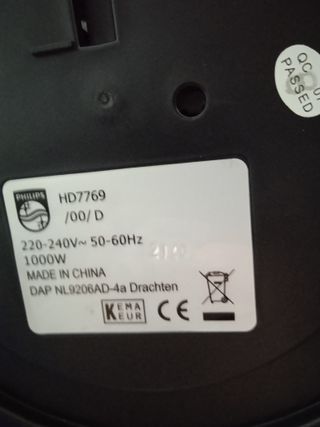 QC 07
PASSED
PHILIPS
HD7769
/00/ D
220-240V~ 50-60Hz
1000W
MADE IN CHINA
DAP NL9206AD-4a Drachten
KEMA
KEUR
CE